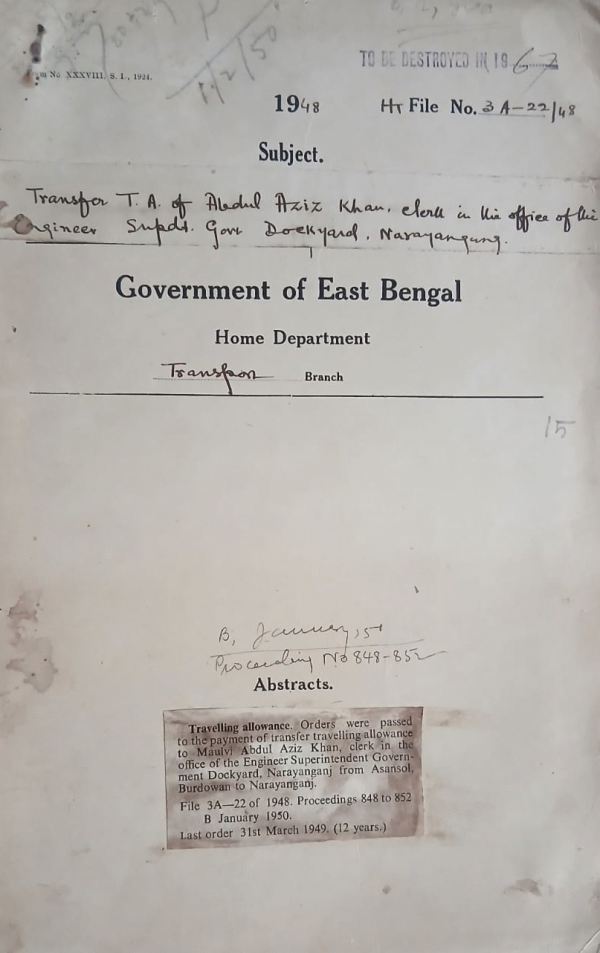 TO BE DESTROYED IN 1962
No XXXVIII. S. I., 1924.
1948 HT File No. 3 A-22/48
Subject.
Transfer T. A. of Abdul Aziz Khan, clerk in the office of the
Engineer Supdt. Govt Dockyard, Narayangung.
Government of East Bengal
Home Department
Transfer Branch
15
B, January, 51
Proceeding No 848-852
Abstracts.
Travelling allowance. Orders were passed
to the payment of transfer travelling allowance
to Maulvi Abdul Aziz Khan, clerk in the
office of the Engineer Superintendent Govern-
ment Dockyard, Narayanganj from Asansol,
Burdowan to Narayanganj.
File 3A—22 of 1948. Proceedings 848 to 852
B January 1950.
Last order 31st March 1949. (12 years.)